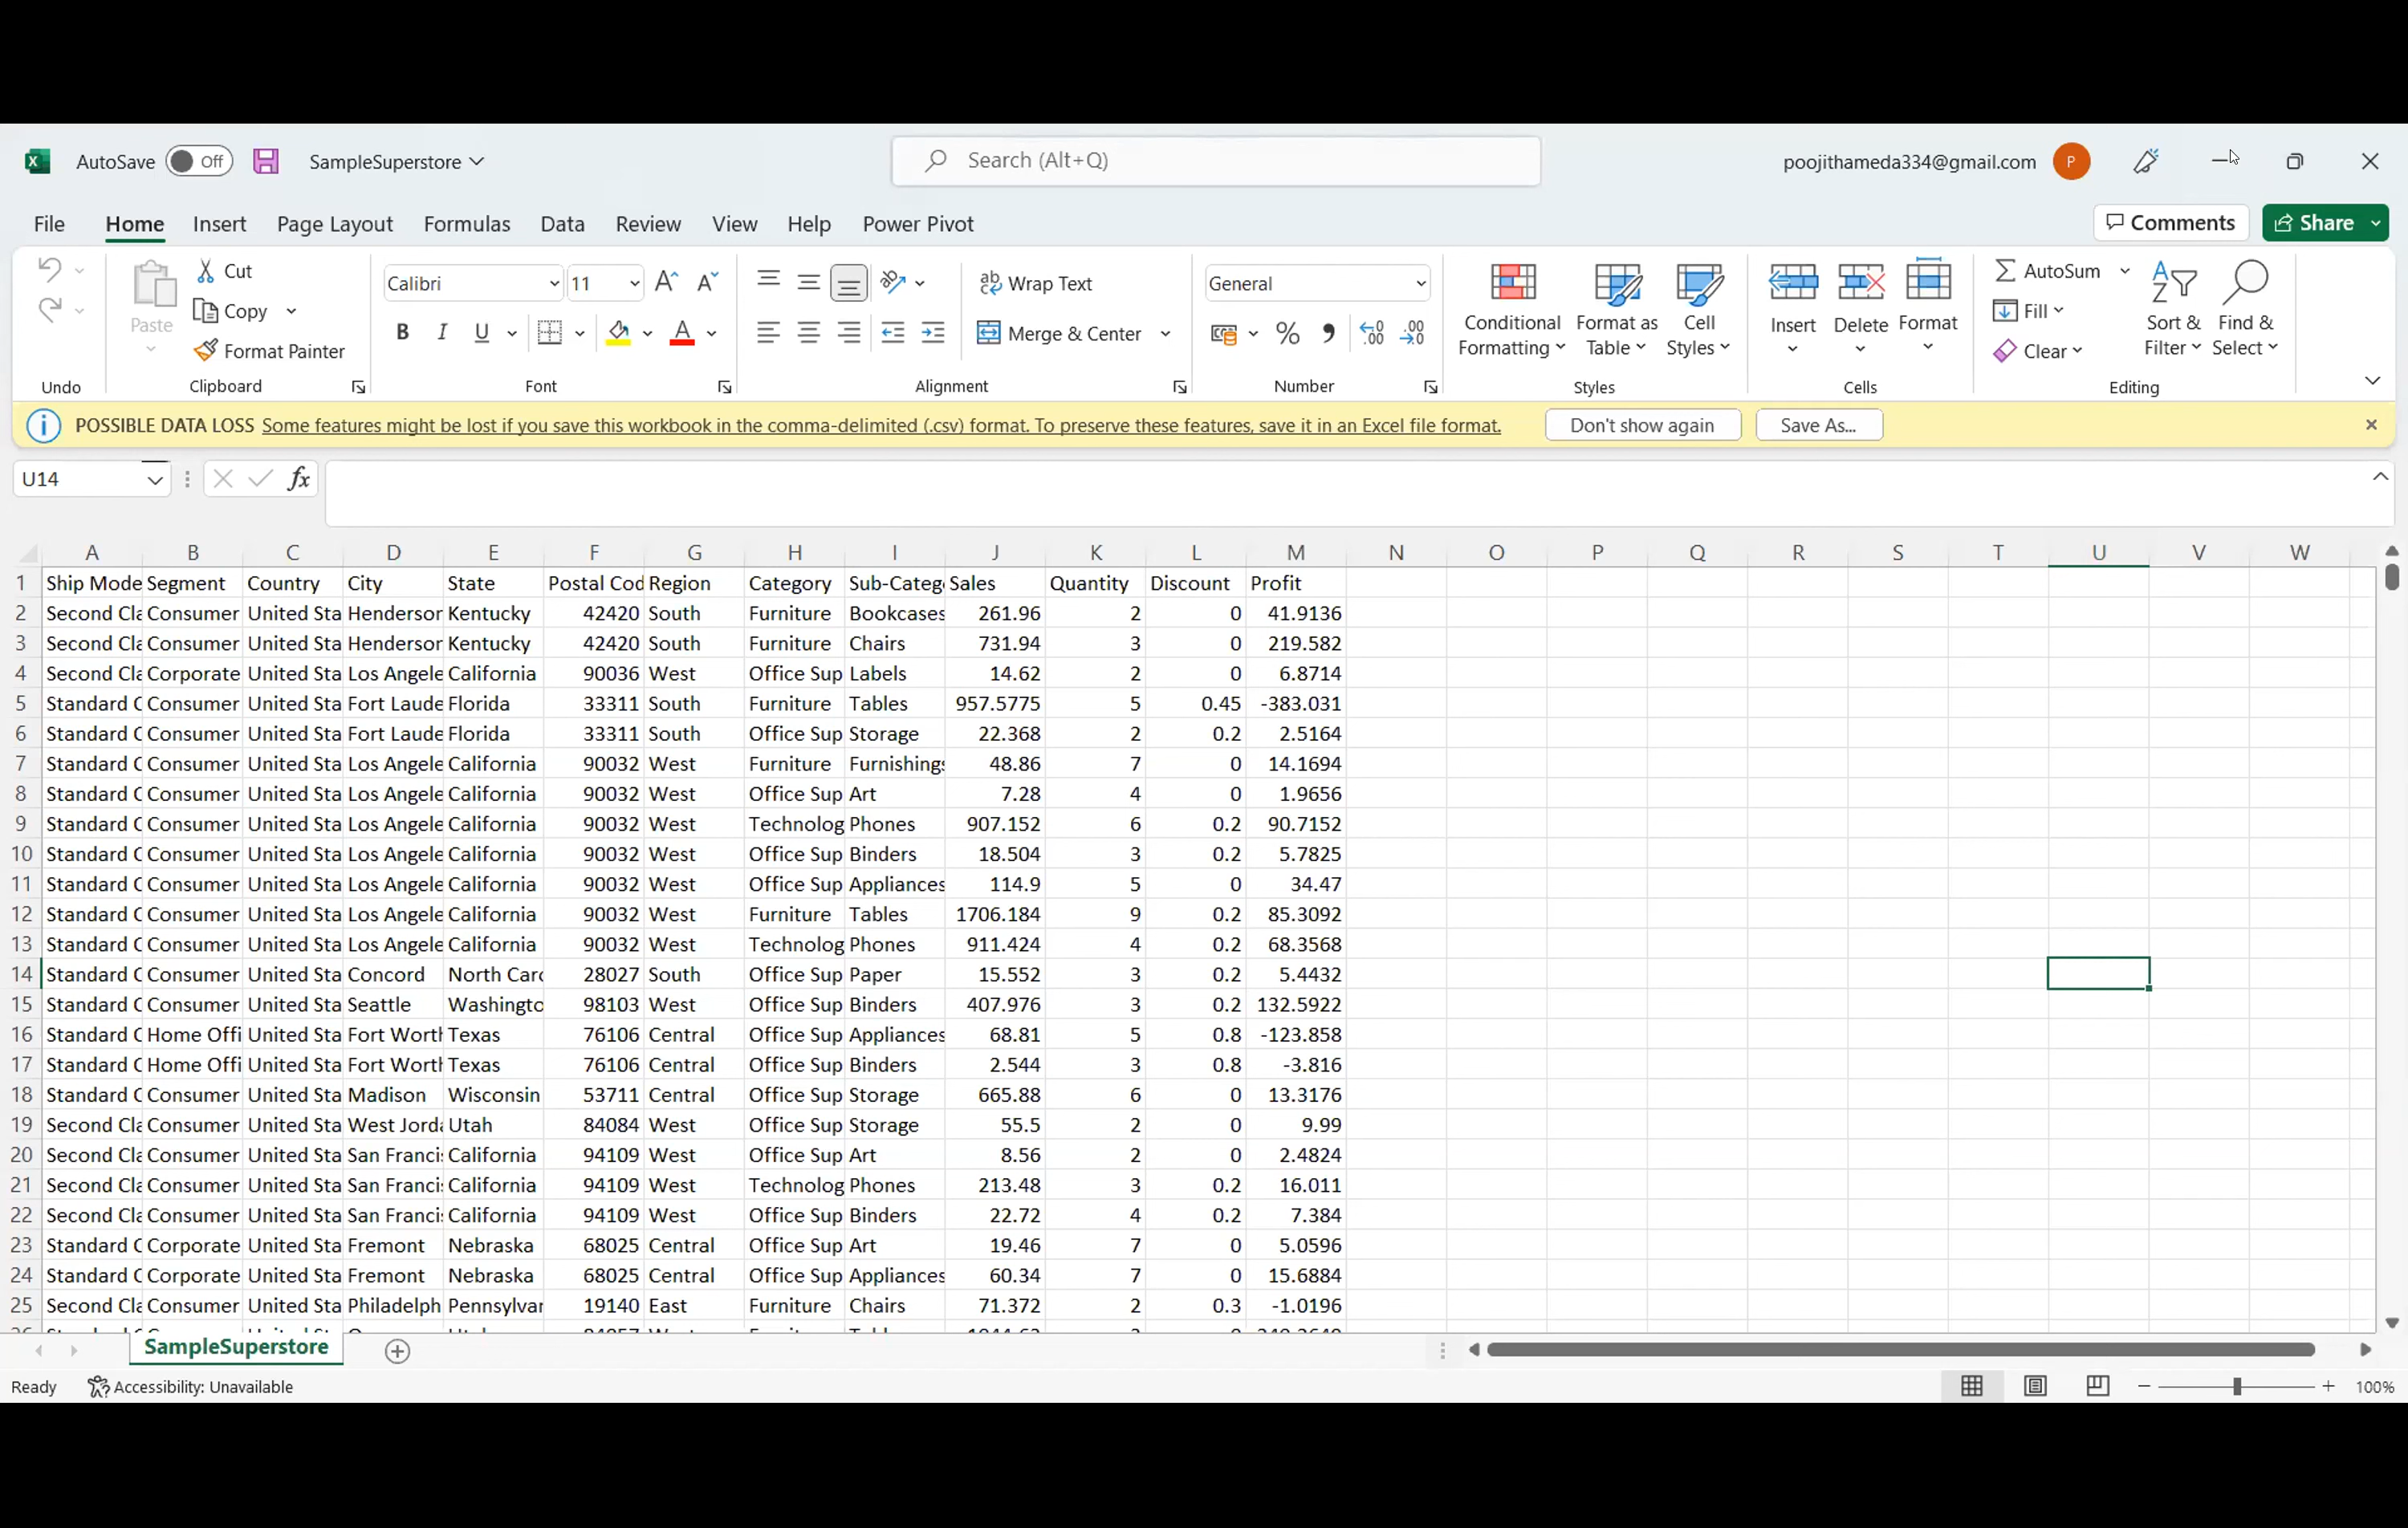 AutoSave Off SampleSuperstore Search (Alt+Q) poojithameda334@gmail.com P
File Home Insert Page Layout Formulas Data Review View Help Power Pivot Comments Share
Cut Calibri 11 Wrap Text General AutoSum
Paste Copy Merge & Center Conditional Formatting Format as Table Cell Styles Insert Delete Format Fill Sort & Filter Find & Select
Format Painter B I U A % Clear
Undo Clipboard Font Alignment Number Styles Cells Editing
POSSIBLE DATA LOSS Some features might be lost if you save this workbook in the comma-delimited (.csv) format. To preserve these features, save it in an Excel file format. Don't show again Save As...
U14 fx
A B C D E F G H I J K L M N O P Q R S T U V W
1 Ship Mode Segment Country City State Postal Cod Region Category Sub-Catego Sales Quantity Discount Profit
2 Second Cla Consumer United Sta Henderson Kentucky 42420 South Furniture Bookcases 261.96 2 0 41.9136
3 Second Cla Consumer United Sta Henderson Kentucky 42420 South Furniture Chairs 731.94 3 0 219.582
4 Second Cla Corporate United Sta Los Angele California 90036 West Office Sup Labels 14.62 2 0 6.8714
5 Standard C Consumer United Sta Fort Laude Florida 33311 South Furniture Tables 957.5775 5 0.45 -383.031
6 Standard C Consumer United Sta Fort Laude Florida 33311 South Office Sup Storage 22.368 2 0.2 2.5164
7 Standard C Consumer United Sta Los Angele California 90032 West Furniture Furnishings 48.86 7 0 14.1694
8 Standard C Consumer United Sta Los Angele California 90032 West Office Sup Art 7.28 4 0 1.9656
9 Standard C Consumer United Sta Los Angele California 90032 West Technolog Phones 907.152 6 0.2 90.7152
10 Standard C Consumer United Sta Los Angele California 90032 West Office Sup Binders 18.504 3 0.2 5.7825
11 Standard C Consumer United Sta Los Angele California 90032 West Office Sup Appliances 114.9 5 0 34.47
12 Standard C Consumer United Sta Los Angele California 90032 West Furniture Tables 1706.184 9 0.2 85.3092
13 Standard C Consumer United Sta Los Angele California 90032 West Technolog Phones 911.424 4 0.2 68.3568
14 Standard C Consumer United Sta Concord North Caro 28027 South Office Sup Paper 15.552 3 0.2 5.4432
15 Standard C Consumer United Sta Seattle Washingto 98103 West Office Sup Binders 407.976 3 0.2 132.5922
16 Standard C Home Offi United Sta Fort Worth Texas 76106 Central Office Sup Appliances 68.81 5 0.8 -123.858
17 Standard C Home Offi United Sta Fort Worth Texas 76106 Central Office Sup Binders 2.544 3 0.8 -3.816
18 Standard C Consumer United Sta Madison Wisconsin 53711 Central Office Sup Storage 665.88 6 0 13.3176
19 Second Cla Consumer United Sta West Jorda Utah 84084 West Office Sup Storage 55.5 2 0 9.99
20 Second Cla Consumer United Sta San Franci California 94109 West Office Sup Art 8.56 2 0 2.4824
21 Second Cla Consumer United Sta San Franci California 94109 West Technolog Phones 213.48 3 0.2 16.011
22 Second Cla Consumer United Sta San Franci California 94109 West Office Sup Binders 22.72 4 0.2 7.384
23 Standard C Corporate United Sta Fremont Nebraska 68025 Central Office Sup Art 19.46 7 0 5.0596
24 Standard C Corporate United Sta Fremont Nebraska 68025 Central Office Sup Appliances 60.34 7 0 15.6884
25 Second Cla Consumer United Sta Philadelph Pennsylvan 19140 East Furniture Chairs 71.372 2 0.3 -1.0196
SampleSuperstore
Ready Accessibility: Unavailable 100%